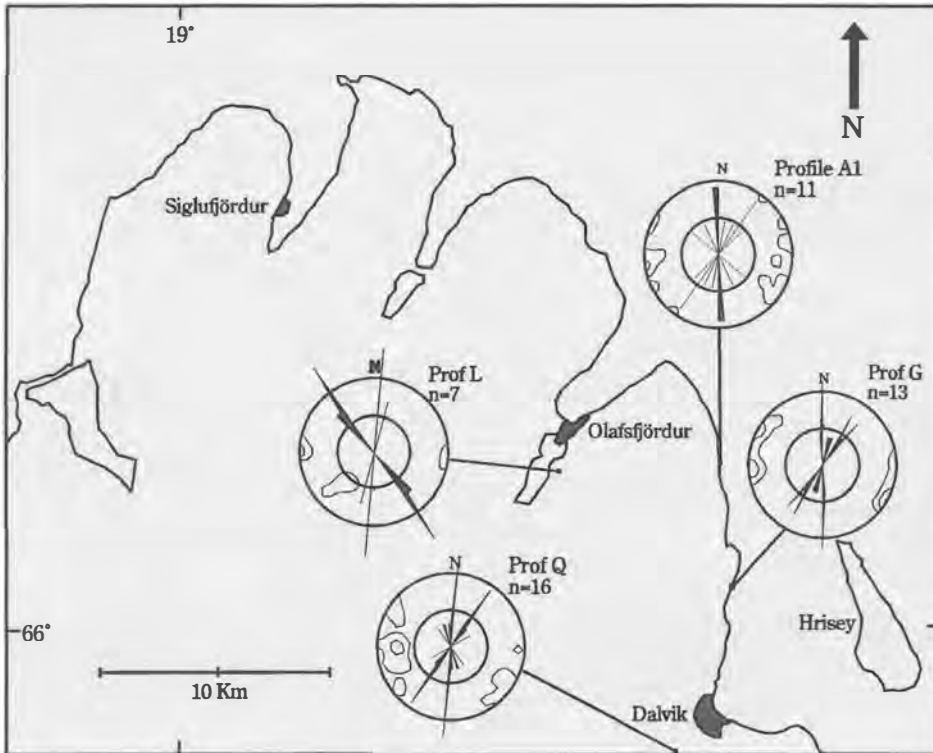 19°
N
N
Profile A1
n=11
Siglufjördur
Prof L
n=7
N
Prof G
n=13
Olafsfjördur
N
Prof Q
n=16
66°
Hrisey
10 Km
Dalvik